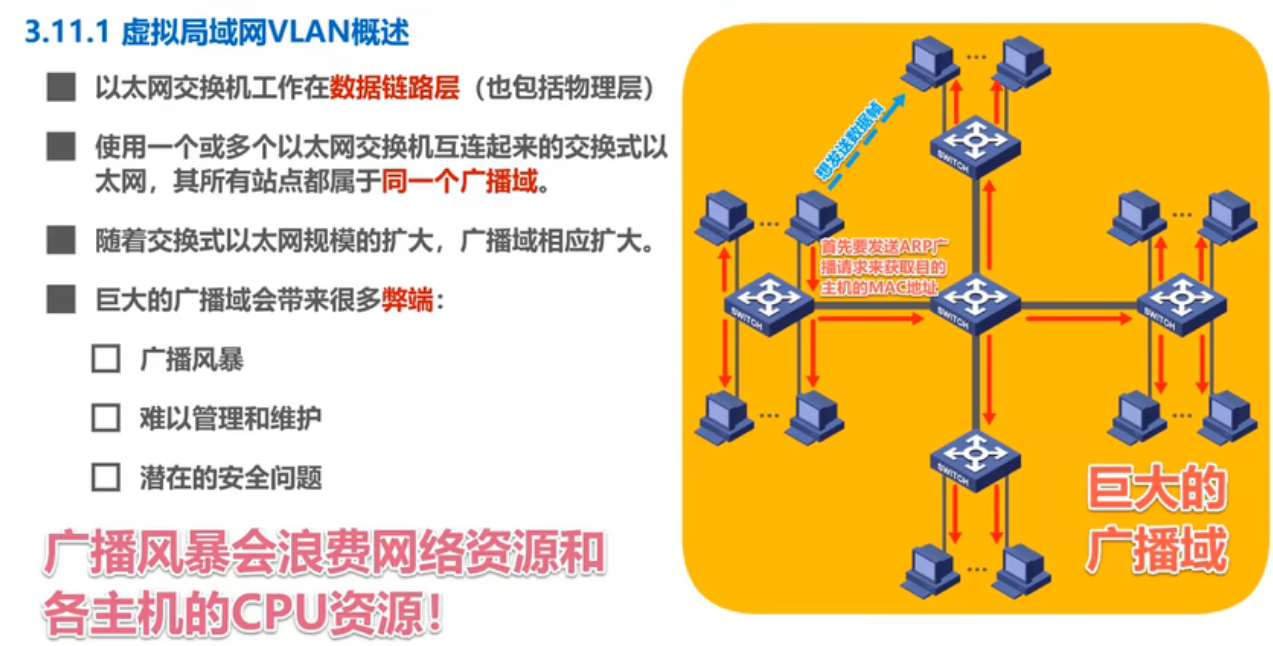 3.11.1 虚拟局域网VLAN概述
以太网交换机工作在数据链路层（也包括物理层）
使用一个或多个以太网交换机互连起来的交换式以
太网，其所有站点都属于同一个广播域。
随着交换式以太网规模的扩大，广播域相应扩大。
巨大的广播域会带来很多弊端：
广播风暴
难以管理和维护
潜在的安全问题
广播风暴会浪费网络资源和
各主机的CPU资源！
...
...
想发送数据帧
SWITCH
...
...
首先要发送ARP广
播请求来获取目的
主机的MAC地址
SWITCH
SWITCH
SWITCH
...
...
SWITCH
...
巨大的
广播域